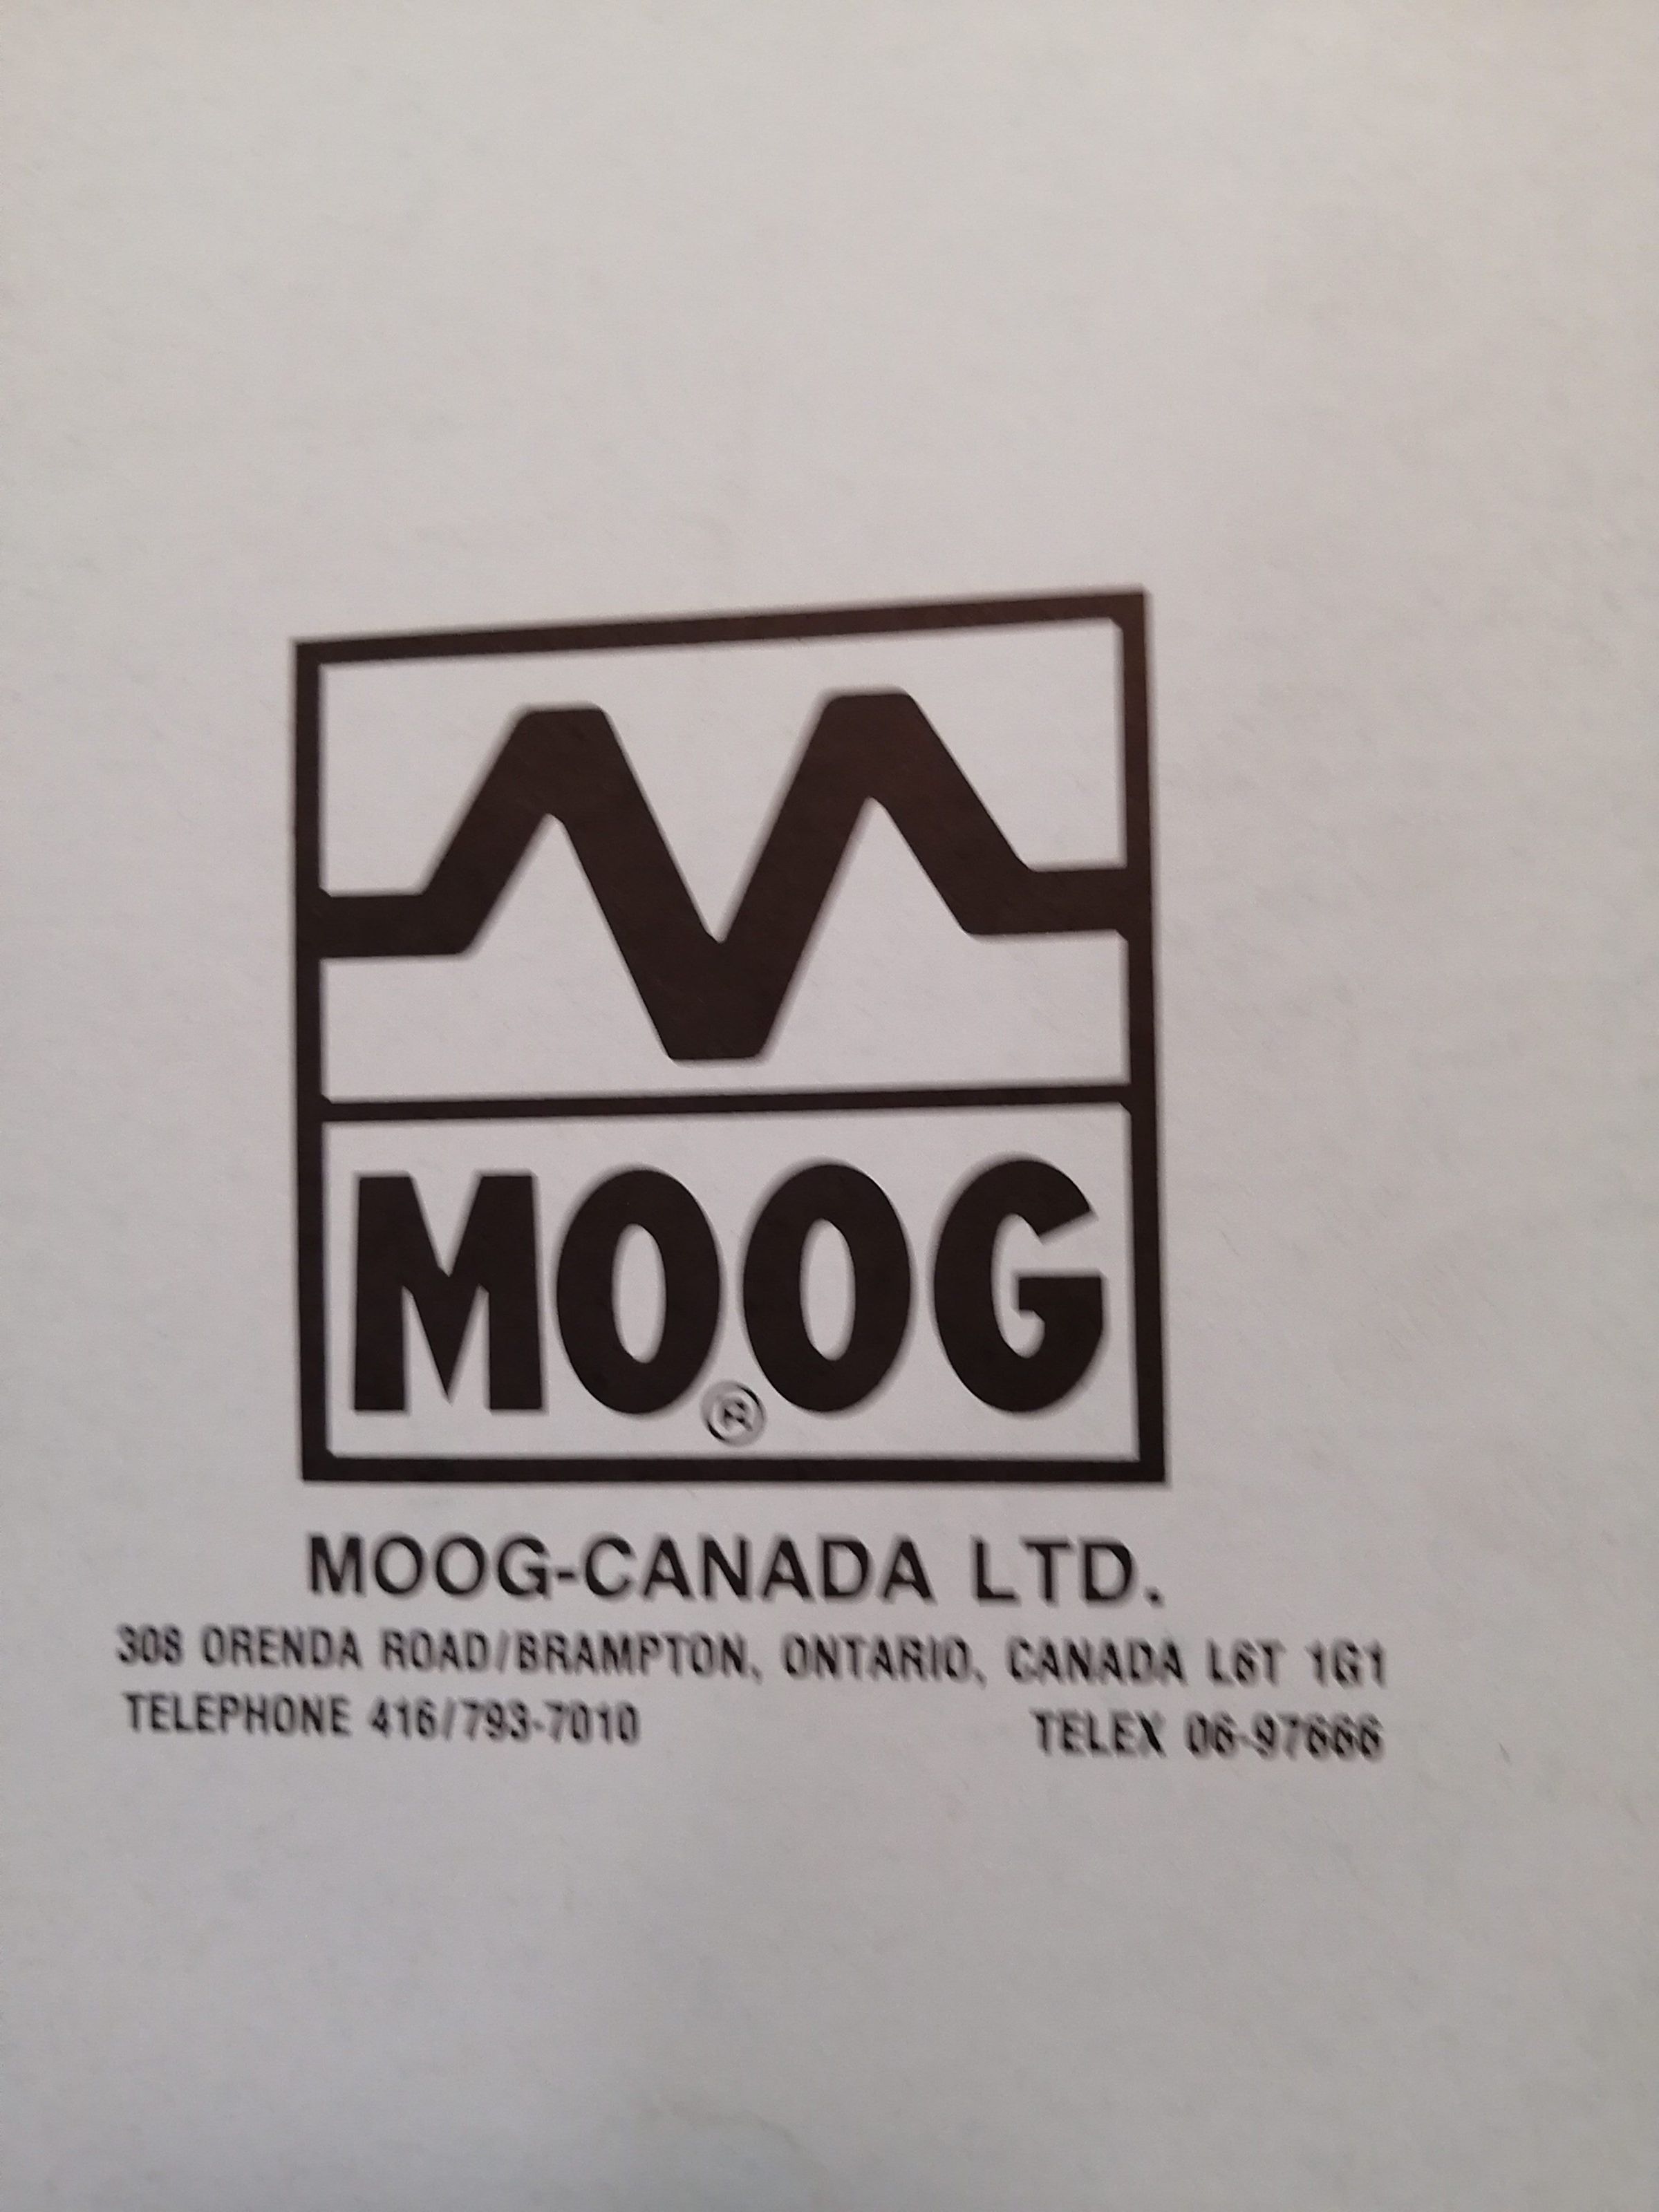 MOOG®
MOOG-CANADA LTD.
308 ORENDA ROAD/BRAMPTON, ONTARIO, CANADA L6T 1G1
TELEPHONE 416/793-7010 TELEX 06-97666